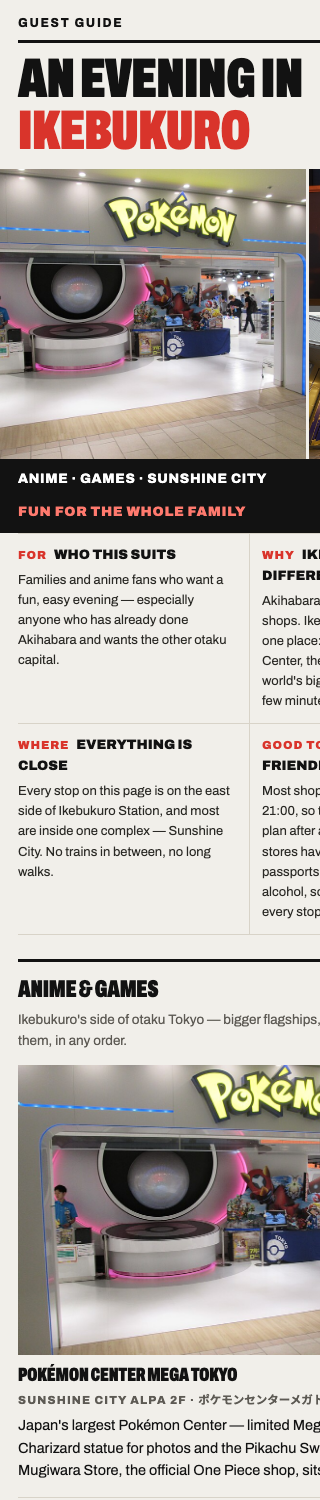 GUEST GUIDE
AN EVENING IN
IKEBUKURO
POKéMON
ANIME · GAMES · SUNSHINE CITY
FUN FOR THE WHOLE FAMILY
FOR WHO THIS SUITS
Families and anime fans who want a
fun, easy evening — especially
anyone who has already done
Akihabara and wants the other otaku
capital.
WHY
DIFFER
Akihabara
shops. Ike
one place:
Center, the
world's big
few minute
WHERE EVERYTHING IS
CLOSE
Every stop on this page is on the east
side of Ikebukuro Station, and most
are inside one complex — Sunshine
City. No trains in between, no long
walks.
GOOD TO
FRIEND
Most shop
21:00, so
plan after a
stores hav
passports
alcohol, so
every stop
ANIME & GAMES
Ikebukuro's side of otaku Tokyo — bigger flagships,
them, in any order.
POKéM
TOKYO
POKÉMON CENTER MEGA TOKYO
SUNSHINE CITY ALPA 2F · ポケモンセンターメガト
Japan's largest Pokémon Center — limited Meg
Charizard statue for photos and the Pikachu Sw
Mugiwara Store, the official One Piece shop, sits